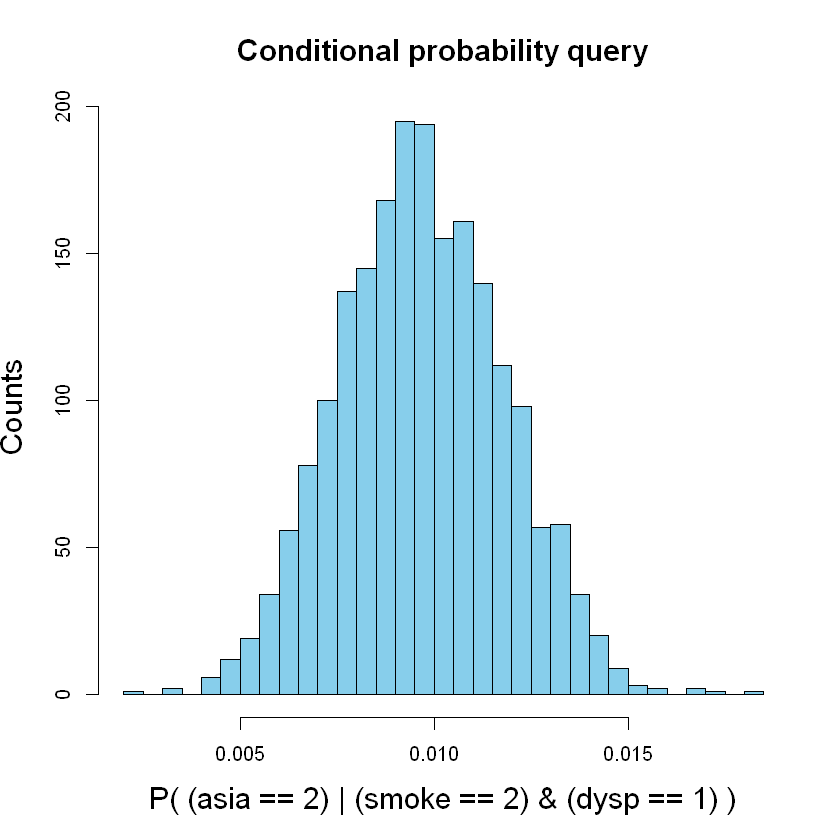 Conditional probability query
200
150
100
50
0
Counts
0.005 0.010 0.015
P( (asia == 2) | (smoke == 2) & (dysp == 1) )